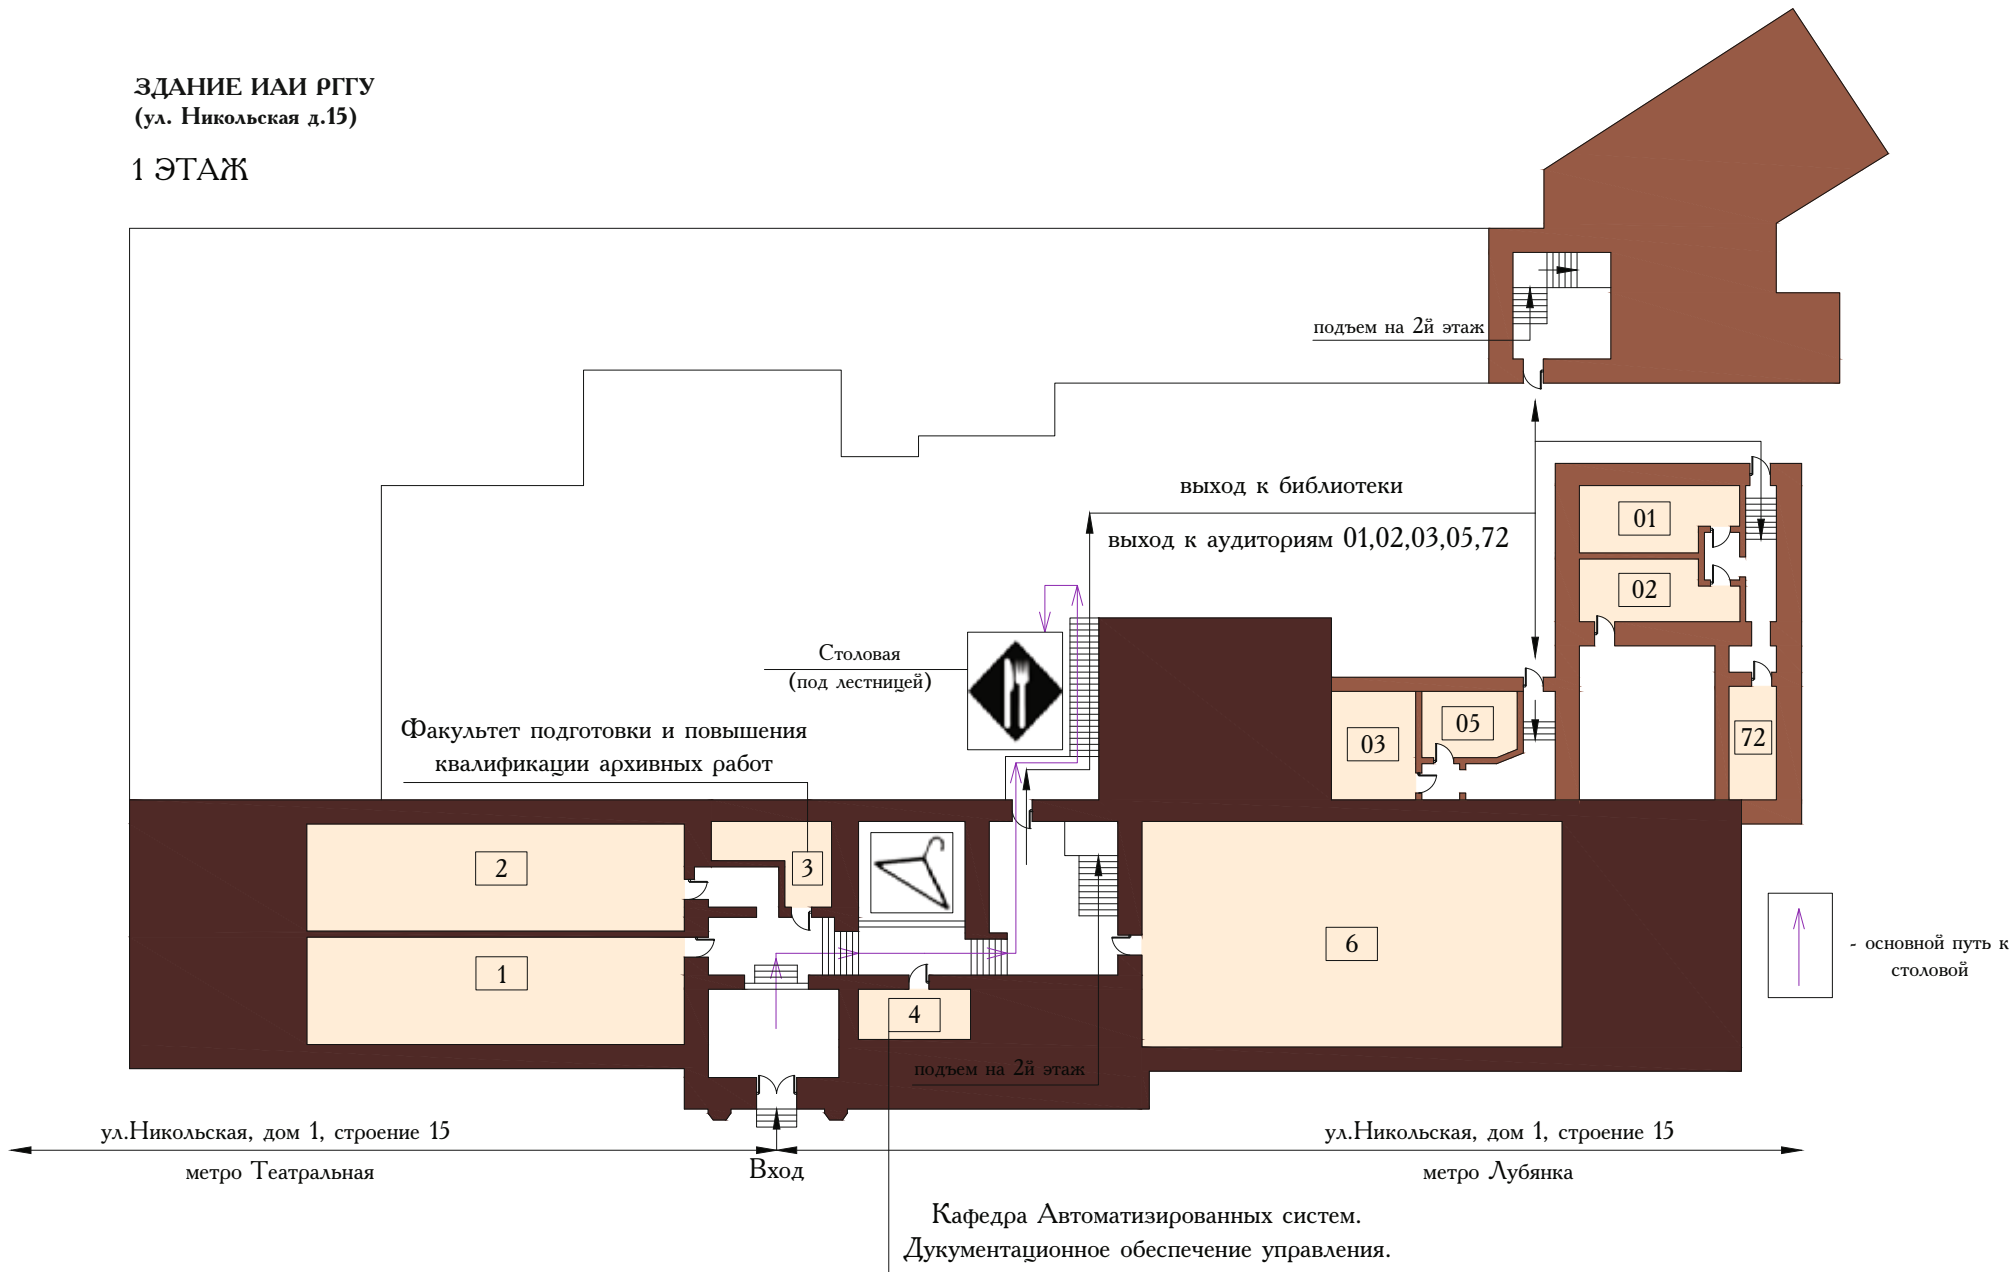 ЗДАНИЕ ИАИ РГГУ
(ул. Никольская д.15)
1 ЭТАЖ
подъем на 2й этаж
выход к библиотеки
выход к аудиториям 01,02,03,05,72
01
02
Столовая
(под лестницей)
03
05
72
Факультет подготовки и повышения
квалификации архивных работ
2
3
1
4
6
- основной путь к
столовой
подъем на 2й этаж
ул.Никольская, дом 1, строение 15
метро Театральная
Вход
ул.Никольская, дом 1, строение 15
метро Лубянка
Кафедра Автоматизированных систем.
Дукументационное обеспечение управления.